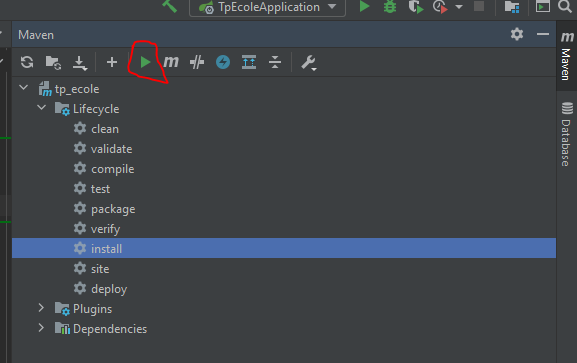 TpEcoleApplication
Maven
m
tp_ecole
Lifecycle
clean
validate
compile
test
package
verify
install
site
deploy
Plugins
Dependencies
m
Maven
Database